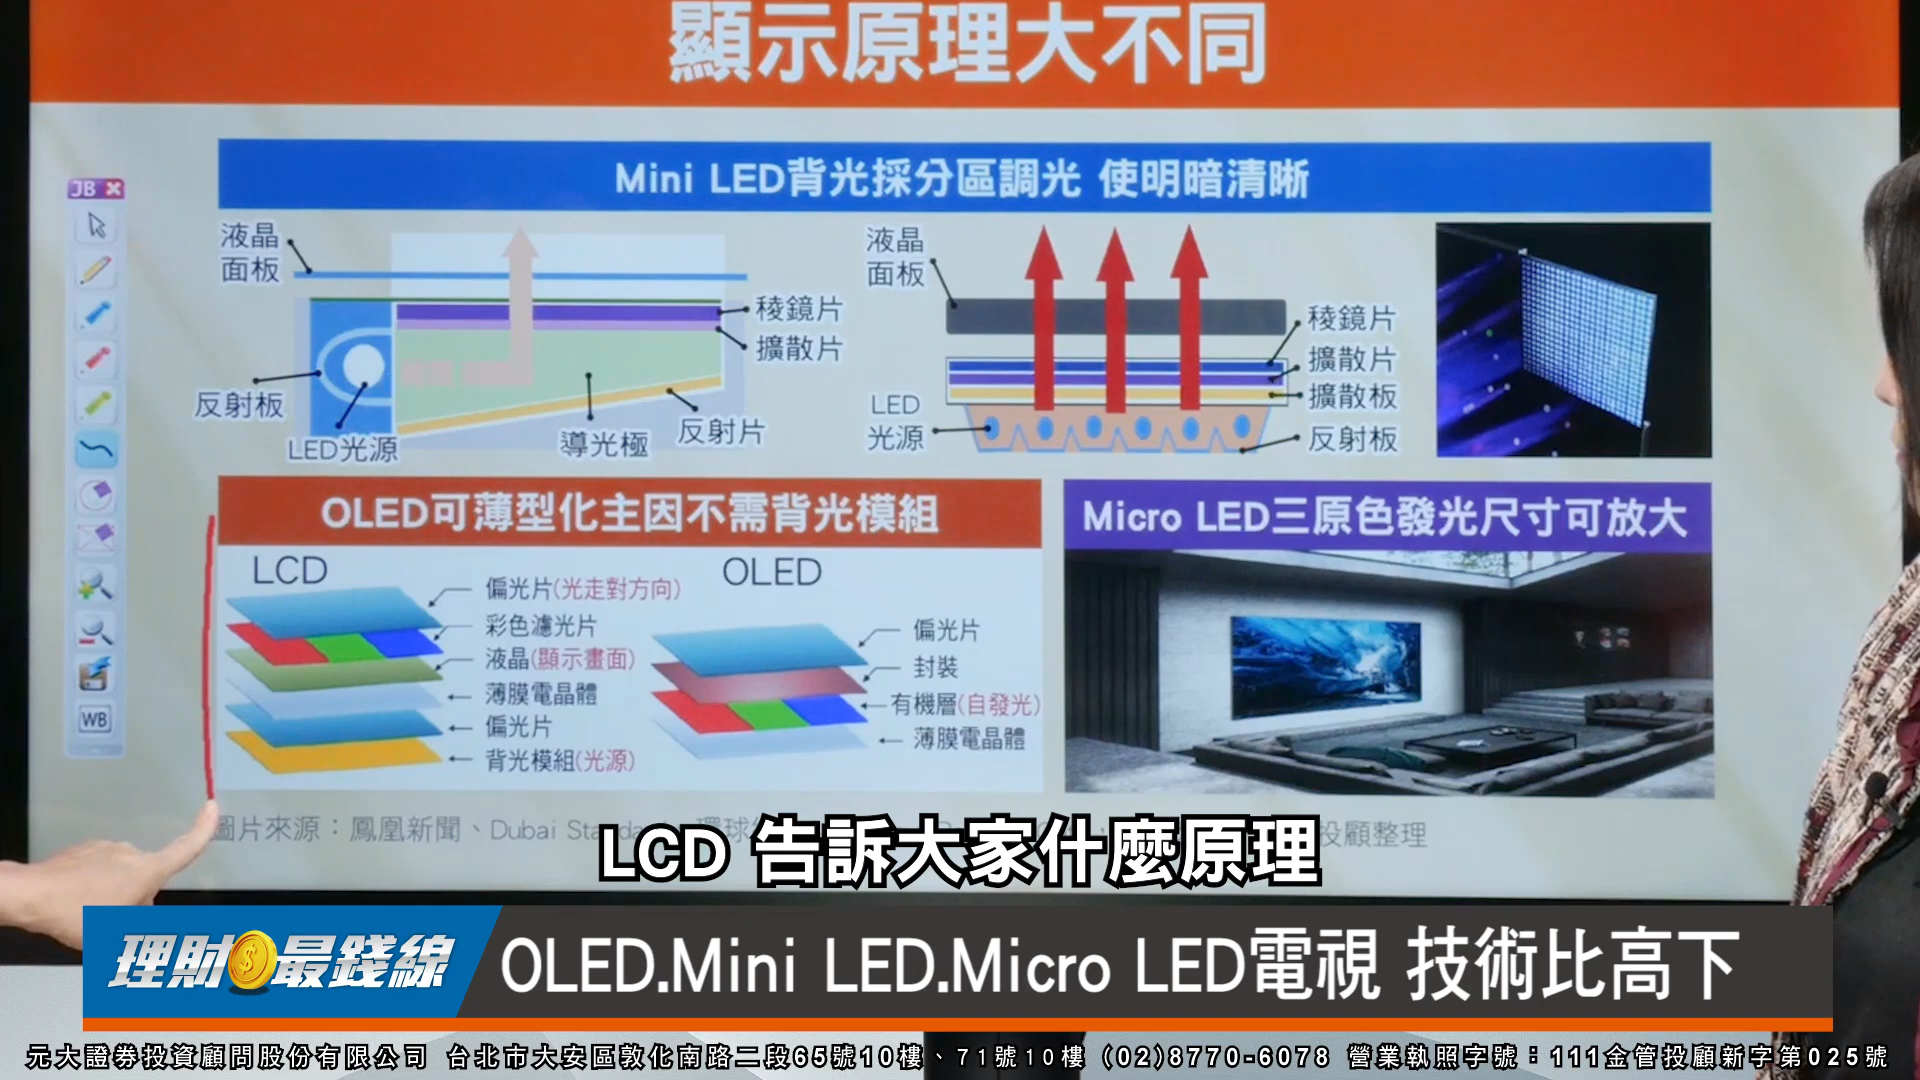 顯示原理大不同
Mini LED背光採分區調光 使明暗清晰
JB
液晶
面板
稜鏡片
擴散片
反射板
LED光源
導光極
反射片
液晶
面板
稜鏡片
擴散片
擴散板
LED
光源
反射板
OLED可薄型化主因不需背光模組
LCD
偏光片(光走對方向)
彩色濾光片
液晶(顯示畫面)
薄膜電晶體
偏光片
背光模組(光源)
OLED
偏光片
封裝
有機層(自發光)
薄膜電晶體
Micro LED三原色發光尺寸可放大
WB
圖片來源：鳳凰新聞、Dubai 環球 投顧整理
LCD 告訴大家什麼原理
理財最錢線
OLED.Mini LED.Micro LED電視 技術比高下
元大證券投資顧問股份有限公司 台北市大安區敦化南路二段65號10樓、71號10樓 (02)8770-6078 營業執照字號：111金管投顧新字第025號